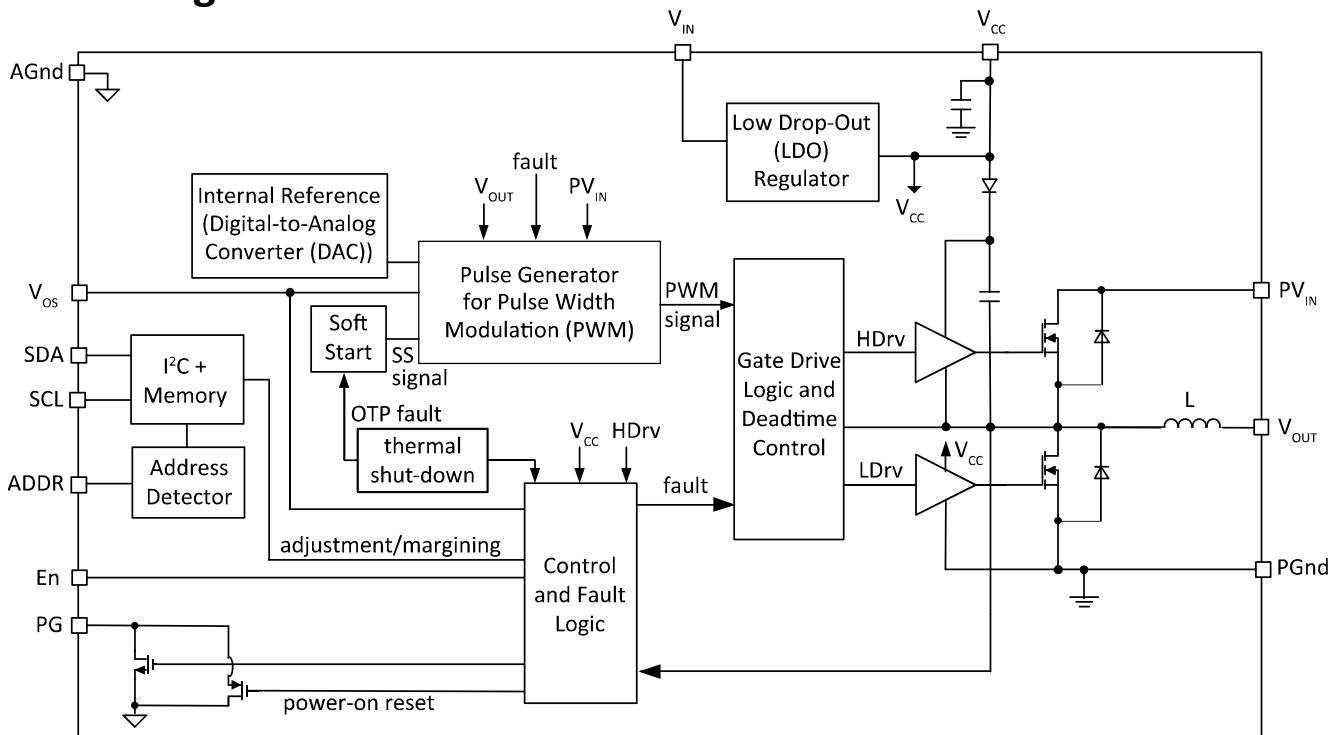 V_IN
V_CC
AGnd
Low Drop-Out
(LDO)
Regulator
fault
V_OUT
PV_IN
V_CC
Internal Reference
(Digital-to-Analog
Converter (DAC))
Pulse Generator
for Pulse Width
Modulation (PWM)
V_OS
PV_IN
PWM
signal
Soft
Start
SS
signal
SDA
I²C +
Memory
SCL
HDrv
Gate Drive
Logic and
Deadtime
Control
L
OTP fault
V_OUT
thermal
shut-down
V_CC
HDrv
V_CC
Address
Detector
ADDR
LDrv
fault
adjustment/margining
En
Control
and Fault
Logic
PGnd
PG
power-on reset